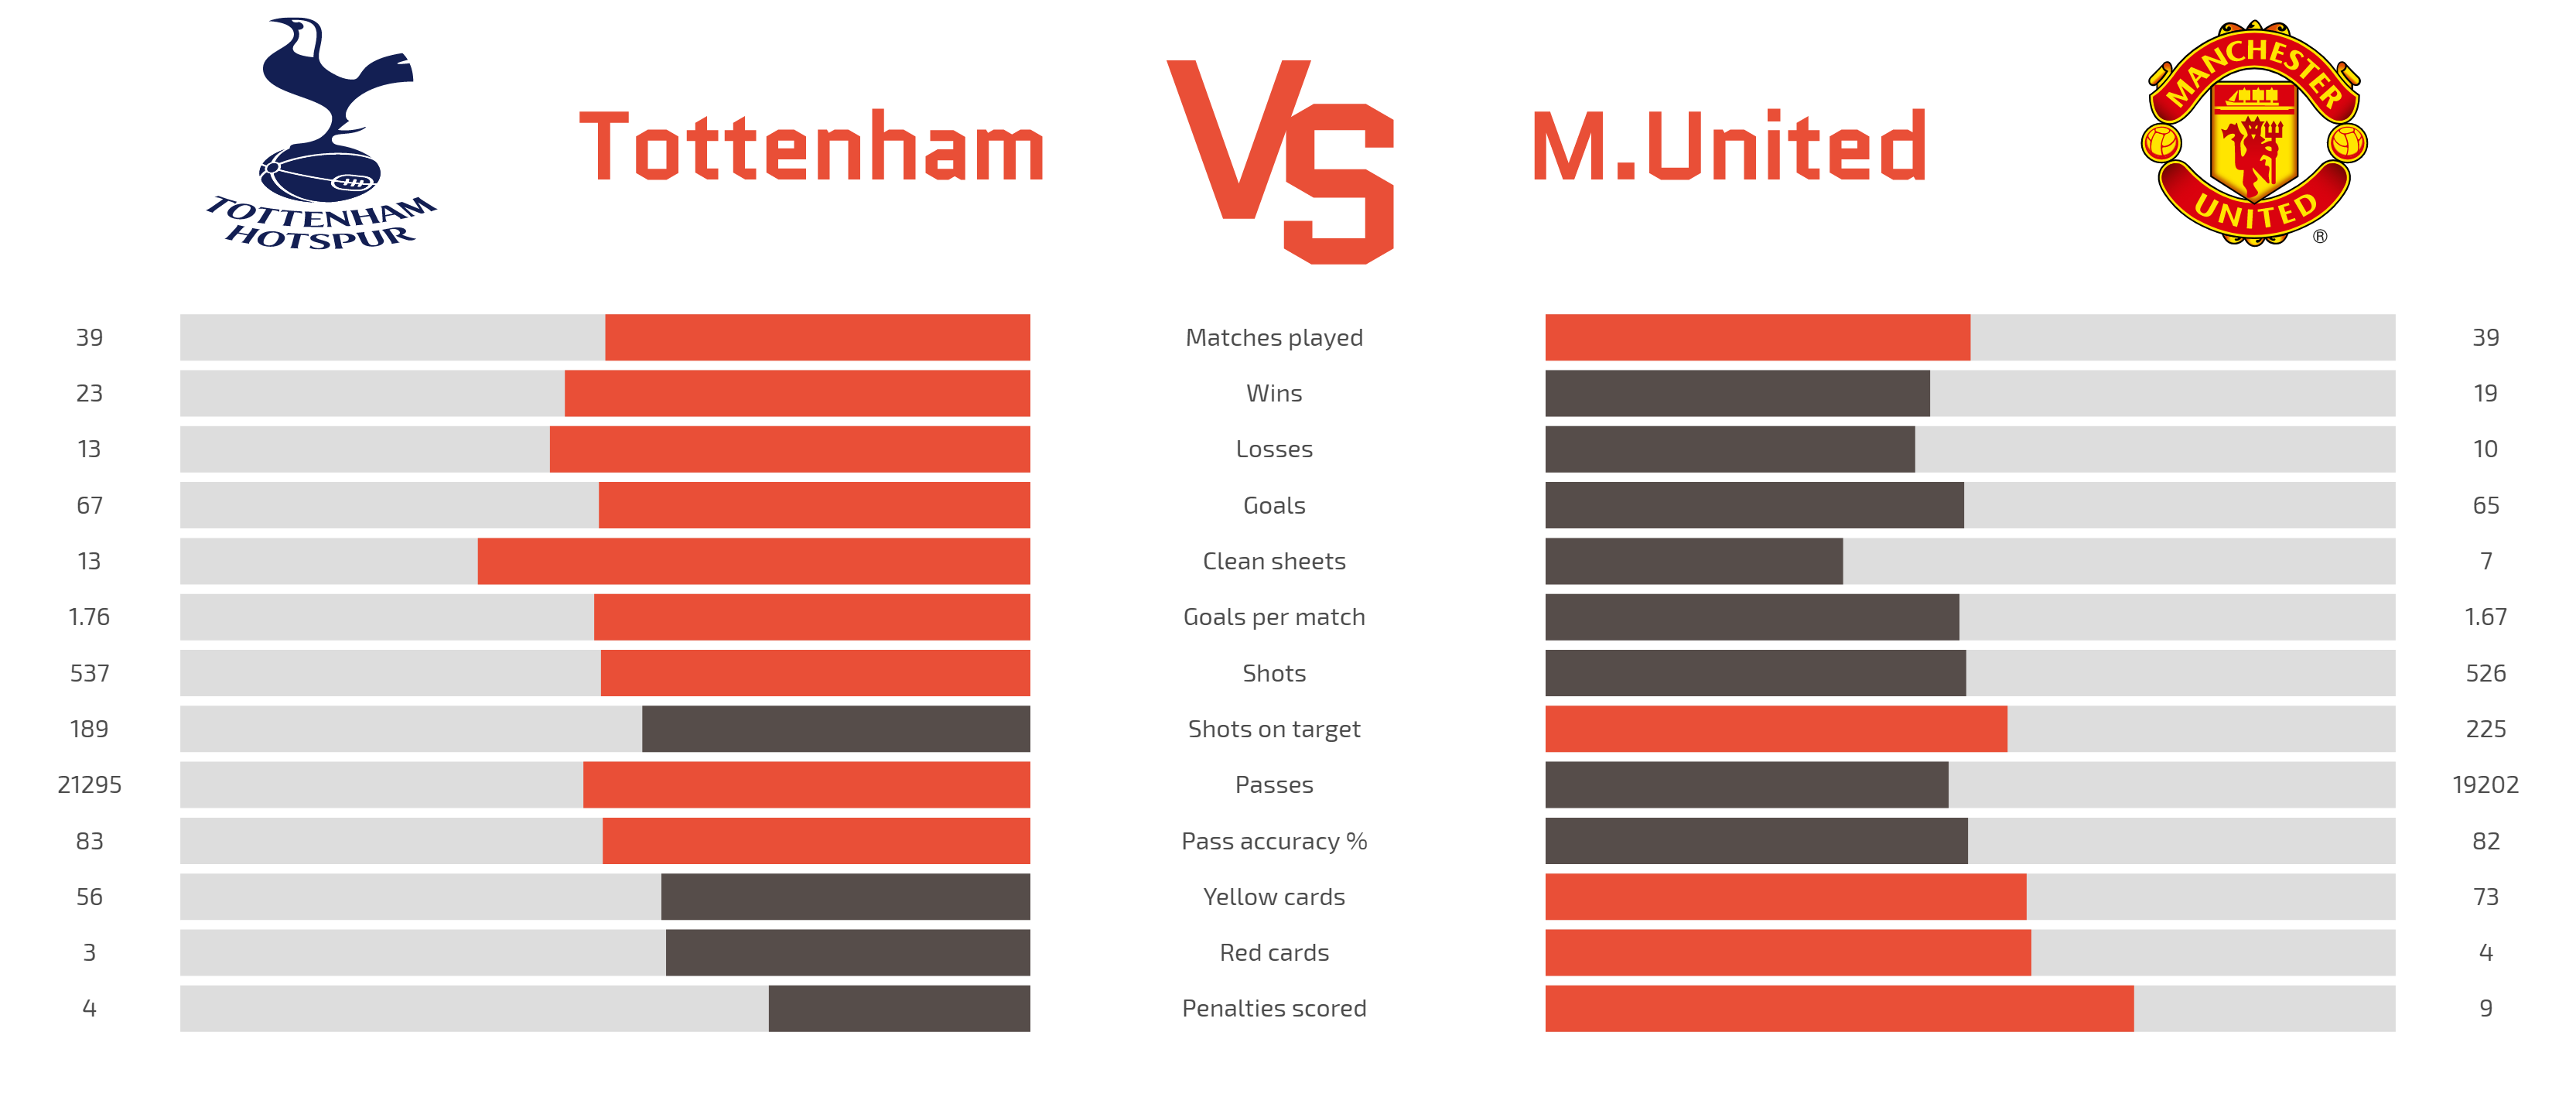 TOTTENHAM
HOTSPUR
Tottenham
VS
M.United
MANCHESTER
UNITED
®
39 Matches played 39
23 Wins 19
13 Losses 10
67 Goals 65
13 Clean sheets 7
1.76 Goals per match 1.67
537 Shots 526
189 Shots on target 225
21295 Passes 19202
83 Pass accuracy % 82
56 Yellow cards 73
3 Red cards 4
4 Penalties scored 9